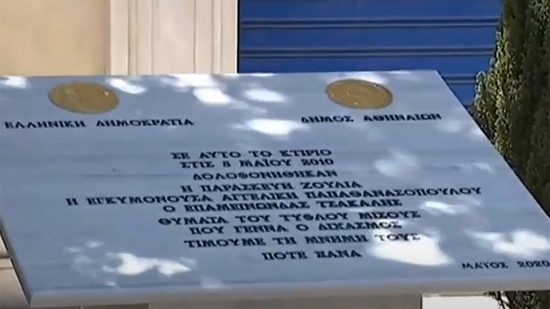 ΕΛΛΗΝΙΚΗ ΔΗΜΟΚΡΑΤΙΑ
ΔΗΜΟΣ ΑΘΗΝΑΙΩΝ
ΣΕ ΑΥΤΟ ΤΟ ΚΤΙΡΙΟ
ΣΤΙΣ 5 ΜΑΪΟΥ 2010
ΔΟΛΟΦΟΝΗΘΗΚΑΝ
Η ΠΑΡΑΣΚΕΥΗ ΖΟΥΛΙΑ
Η ΕΓΚΥΜΟΝΟΥΣΑ ΑΓΓΕΛΙΚΗ ΠΑΠΑΘΑΝΑΣΟΠΟΥΛΟΥ
Ο ΕΠΑΜΕΙΝΩΝΔΑΣ ΤΣΑΚΑΛΗΣ
ΘΥΜΑΤΑ ΤΟΥ ΤΥΦΛΟΥ ΜΙΣΟΥΣ
ΠΟΥ ΓΕΝΝΑ Ο ΔΙΧΑΣΜΟΣ
ΤΙΜΟΥΜΕ ΤΗ ΜΝΗΜΗ ΤΟΥΣ
ΠΟΤΕ ΞΑΝΑ
ΜΑΪΟΣ 2020